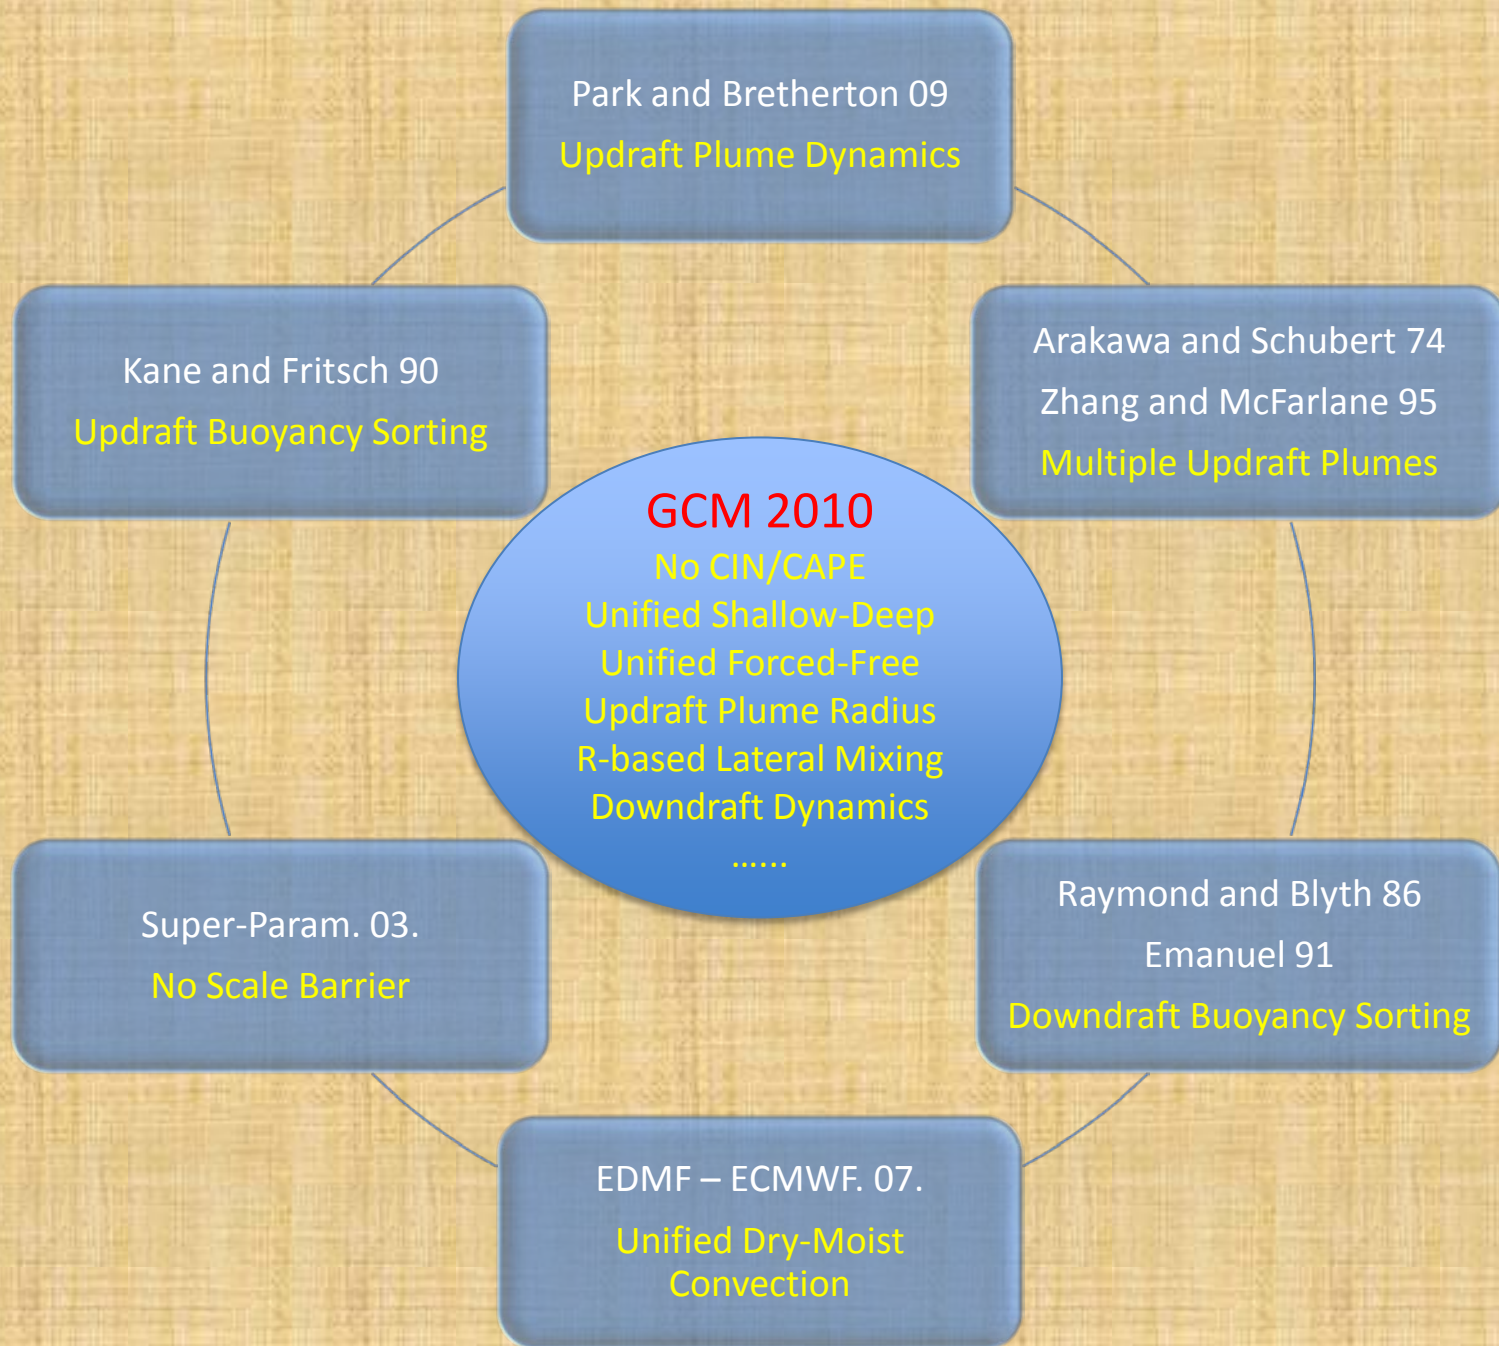 Park and Bretherton 09
Updraft Plume Dynamics
Kane and Fritsch 90
Updraft Buoyancy Sorting
Arakawa and Schubert 74
Zhang and McFarlane 95
Multiple Updraft Plumes
GCM 2010
No CIN/CAPE
Unified Shallow-Deep
Unified Forced-Free
Updraft Plume Radius
R-based Lateral Mixing
Downdraft Dynamics
…...
Super-Param. 03.
No Scale Barrier
Raymond and Blyth 86
Emanuel 91
Downdraft Buoyancy Sorting
EDMF – ECMWF. 07.
Unified Dry-Moist
Convection